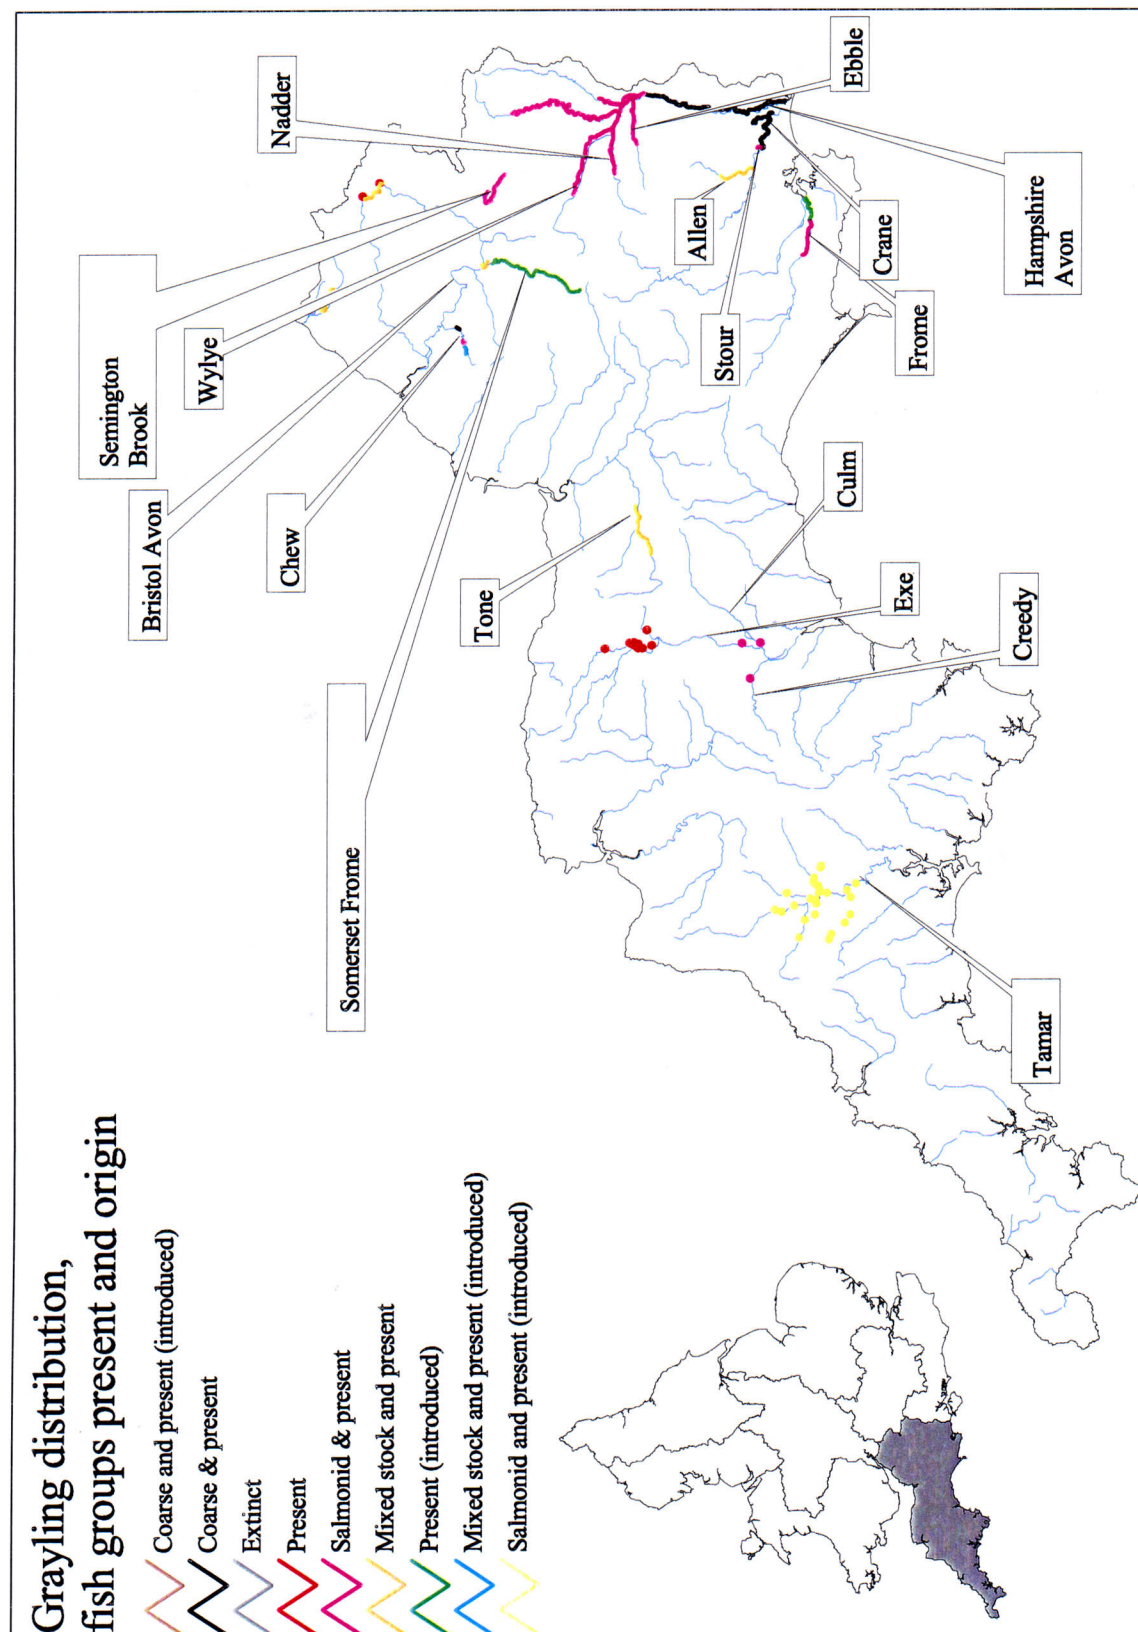 Grayling distribution,
fish groups present and origin
Coarse and present (introduced)
Coarse & present
Extinct
Present
Salmonid & present
Mixed stock and present
Present (introduced)
Mixed stock and present (introduced)
Salmonid and present (introduced)
Semington
Brook
Bristol Avon
Wylye
Nadder
Chew
Somerset Frome
Tone
Allen
Ebble
Stour
Crane
Hampshire
Avon
Frome
Culm
Exe
Creedy
Tamar